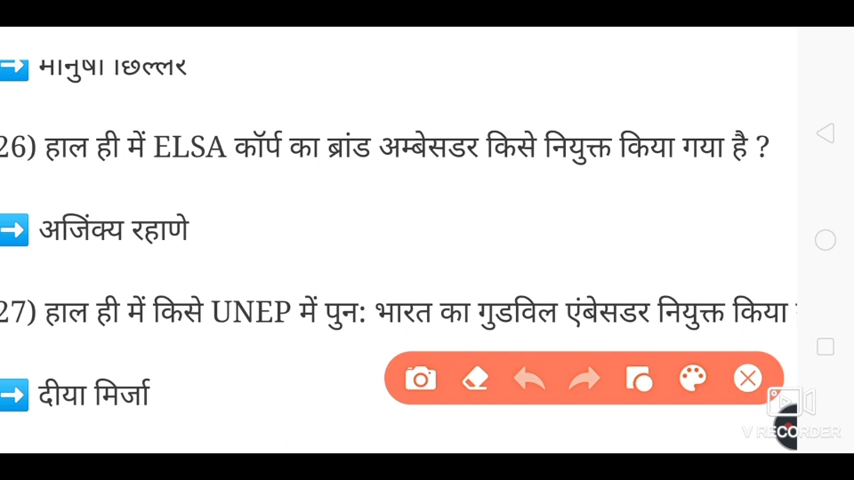 मानुषी छिल्लर
26) हाल ही में ELSA कॉर्प का ब्रांड अम्बेसडर किसे नियुक्त किया गया है ?
अजिंक्य रहाणे
27) हाल ही में किसे UNEP में पुन: भारत का गुडविल एंबेसडर नियुक्त किया
दीया मिर्जा
V RECORDER